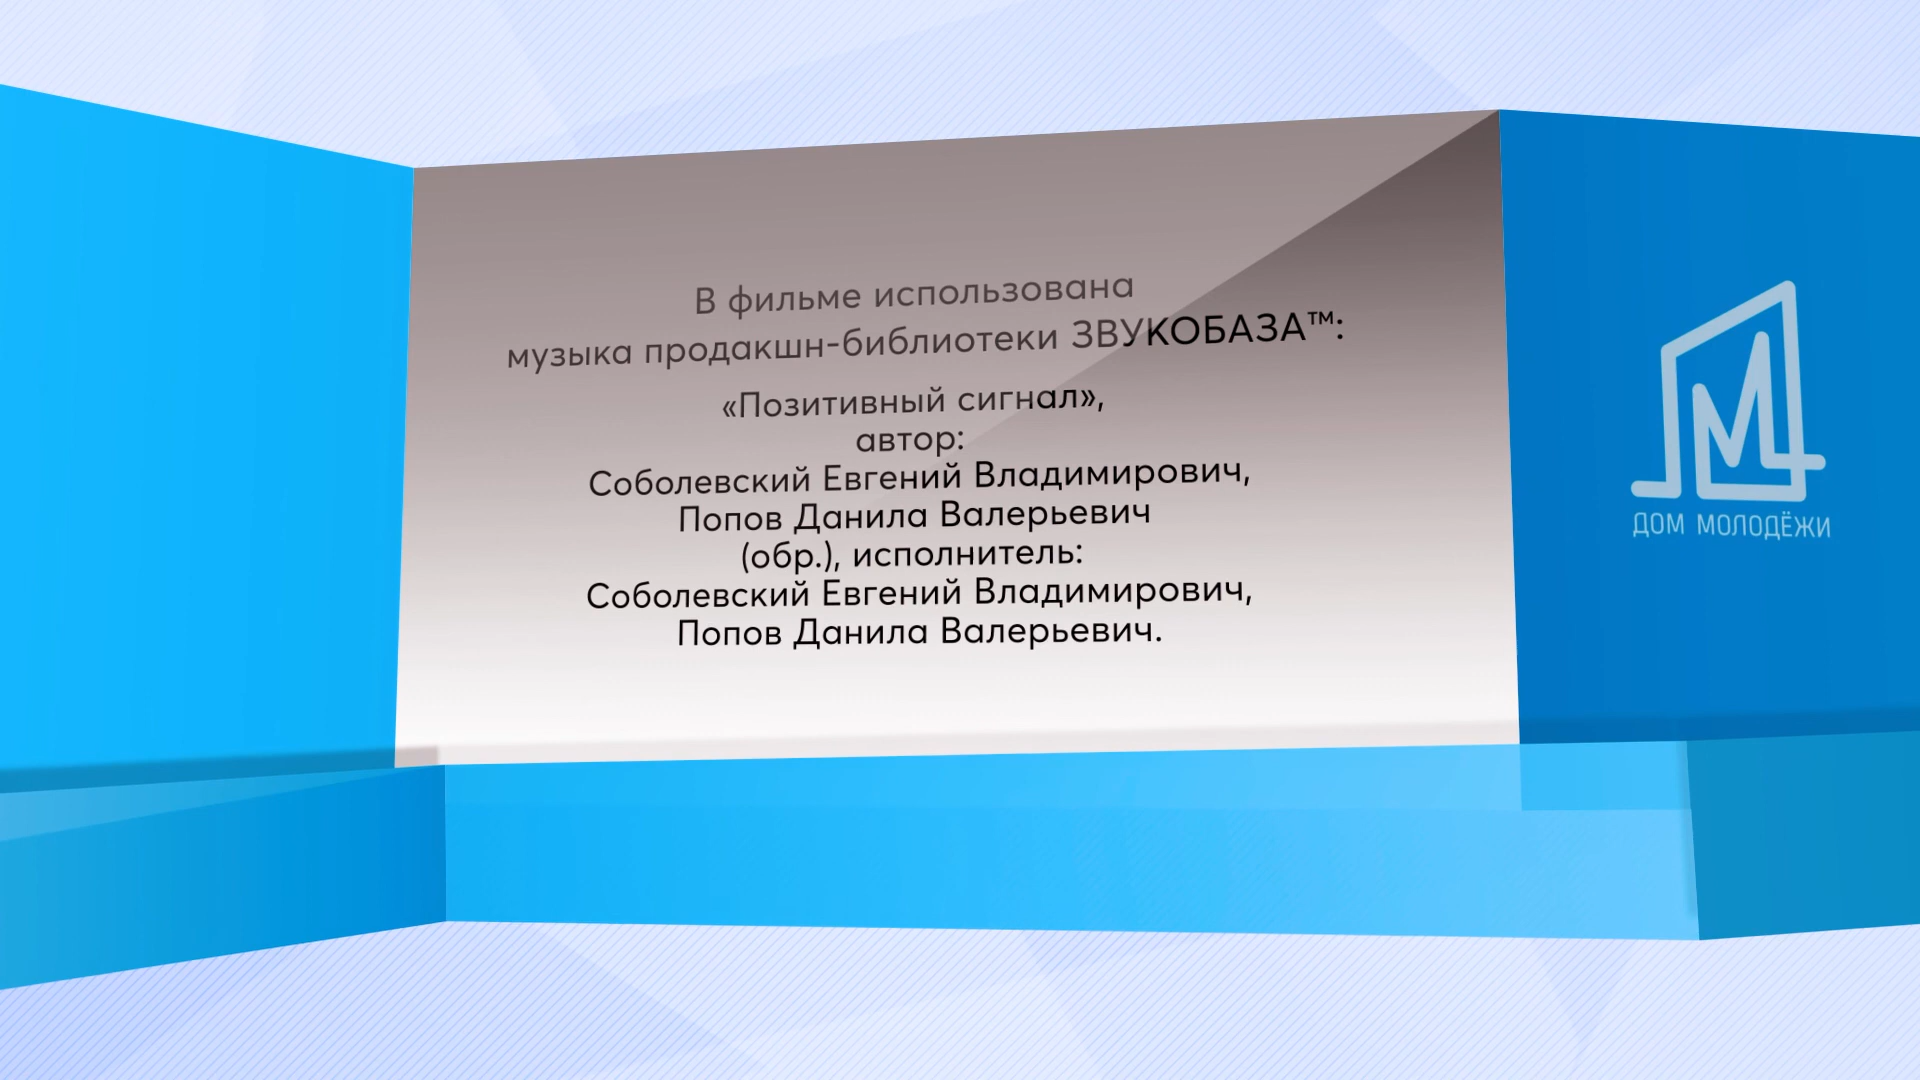 В фильме использована
музыка продакшн-библиотеки ЗВУКОБАЗА™:
«Позитивный сигнал»,
автор:
Соболевский Евгений Владимирович,
Попов Данила Валерьевич
(обр.), исполнитель:
Соболевский Евгений Владимирович,
Попов Данила Валерьевич.
ДОМ МОЛОДЁЖИ